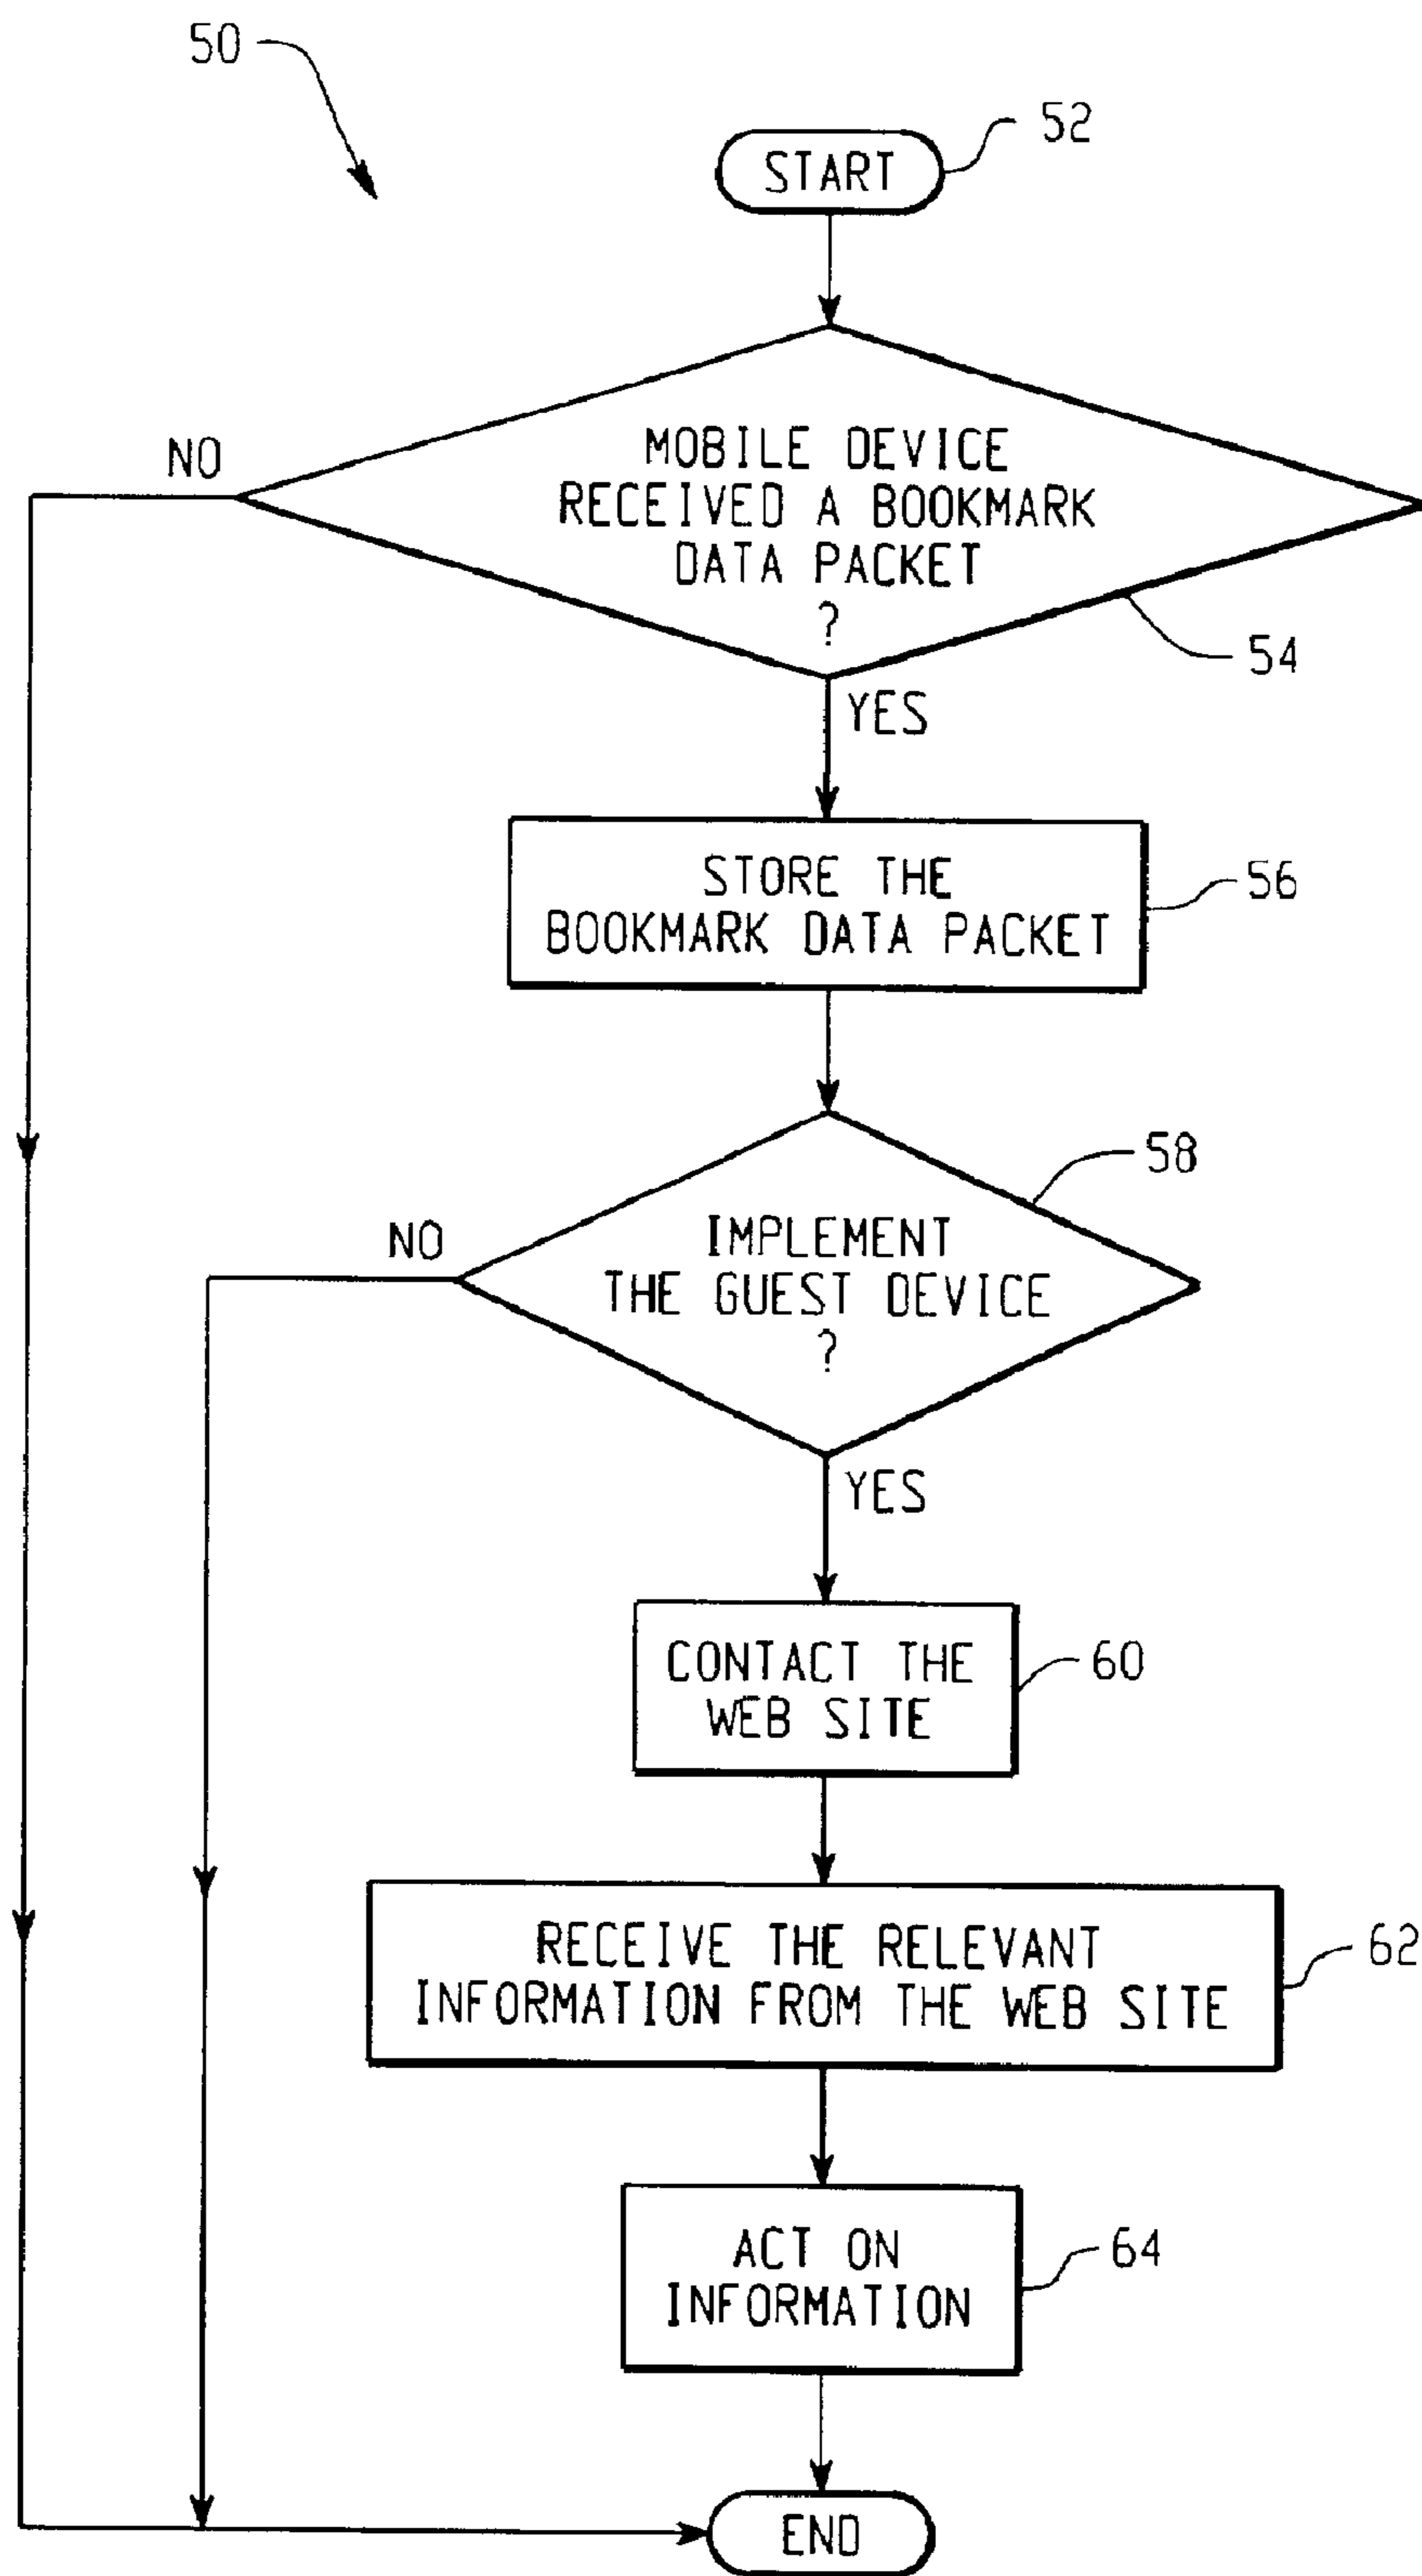 50
52
START
NO
MOBILE DEVICE
RECEIVED A BOOKMARK
DATA PACKET
?
54
YES
STORE THE
BOOKMARK DATA PACKET
56
58
NO
IMPLEMENT
THE GUEST DEVICE
?
YES
CONTACT THE
WEB SITE
60
RECEIVE THE RELEVANT
INFORMATION FROM THE WEB SITE
62
ACT ON
INFORMATION
64
END